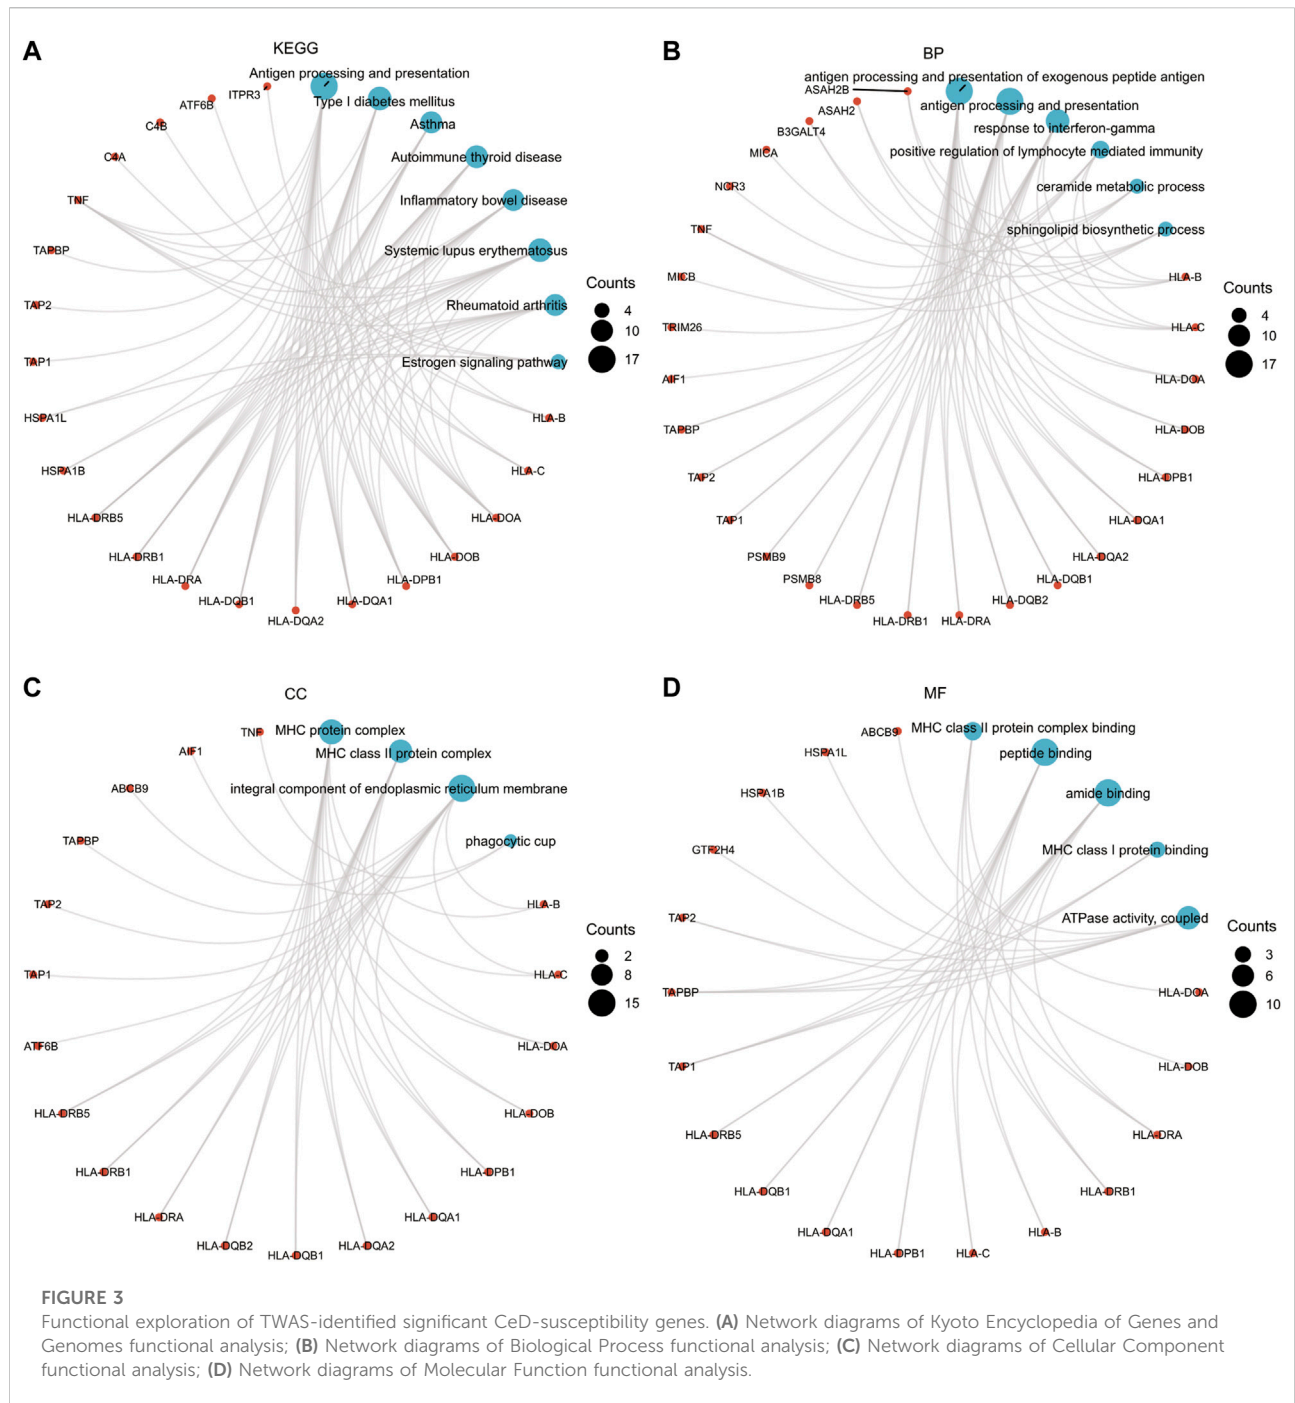 A
KEGG
Antigen processing and presentation
Type I diabetes mellitus
Asthma
Autoimmune thyroid disease
Inflammatory bowel disease
Systemic lupus erythematosus
Rheumatoid arthritis
Estrogen signaling pathway
ITPR3
ATF6B
C4B
C4A
TNF
TAPBP
TAP2
TAP1
HSPA1L
HSPA1B
HLA-DRB5
HLA-DRB1
HLA-DRA
HLA-DQB1
HLA-DQA2
HLA-DQA1
HLA-DPB1
HLA-DOB
HLA-DOA
HLA-C
HLA-B
Counts
4
10
17
B
BP
antigen processing and presentation of exogenous peptide antigen
antigen processing and presentation
response to interferon-gamma
positive regulation of lymphocyte mediated immunity
ceramide metabolic process
sphingolipid biosynthetic process
ASAH2B
ASAH2
B3GALT4
MICA
NCR3
TNF
MICB
TRIM26
AIF1
TAPBP
TAP2
TAP1
PSMB9
PSMB8
HLA-DRB5
HLA-DRB1
HLA-DRA
HLA-DQB2
HLA-DQB1
HLA-DQA2
HLA-DQA1
HLA-DPB1
HLA-DOB
HLA-DOA
HLA-C
HLA-B
Counts
4
10
17
C
CC
MHC protein complex
MHC class II protein complex
integral component of endoplasmic reticulum membrane
phagocytic cup
TNF
AIF1
ABCB9
TAPBP
TAP2
TAP1
ATF6B
HLA-DRB5
HLA-DRB1
HLA-DRA
HLA-DQB2
HLA-DQB1
HLA-DQA2
HLA-DQA1
HLA-DPB1
HLA-DOB
HLA-DOA
HLA-C
HLA-B
Counts
2
8
15
D
MF
MHC class II protein complex binding
peptide binding
amide binding
MHC class I protein binding
ATPase activity, coupled
ABCB9
HSPA1L
HSPA1B
GTF2H4
TAP2
TAPBP
TAP1
HLA-DRB5
HLA-DQB1
HLA-DQA1
HLA-DPB1
HLA-C
HLA-B
HLA-DRB1
HLA-DRA
HLA-DOB
HLA-DOA
Counts
3
6
10
FIGURE 3
Functional exploration of TWAS-identified significant CeD-susceptibility genes. (A) Network diagrams of Kyoto Encyclopedia of Genes and
Genomes functional analysis; (B) Network diagrams of Biological Process functional analysis; (C) Network diagrams of Cellular Component
functional analysis; (D) Network diagrams of Molecular Function functional analysis.